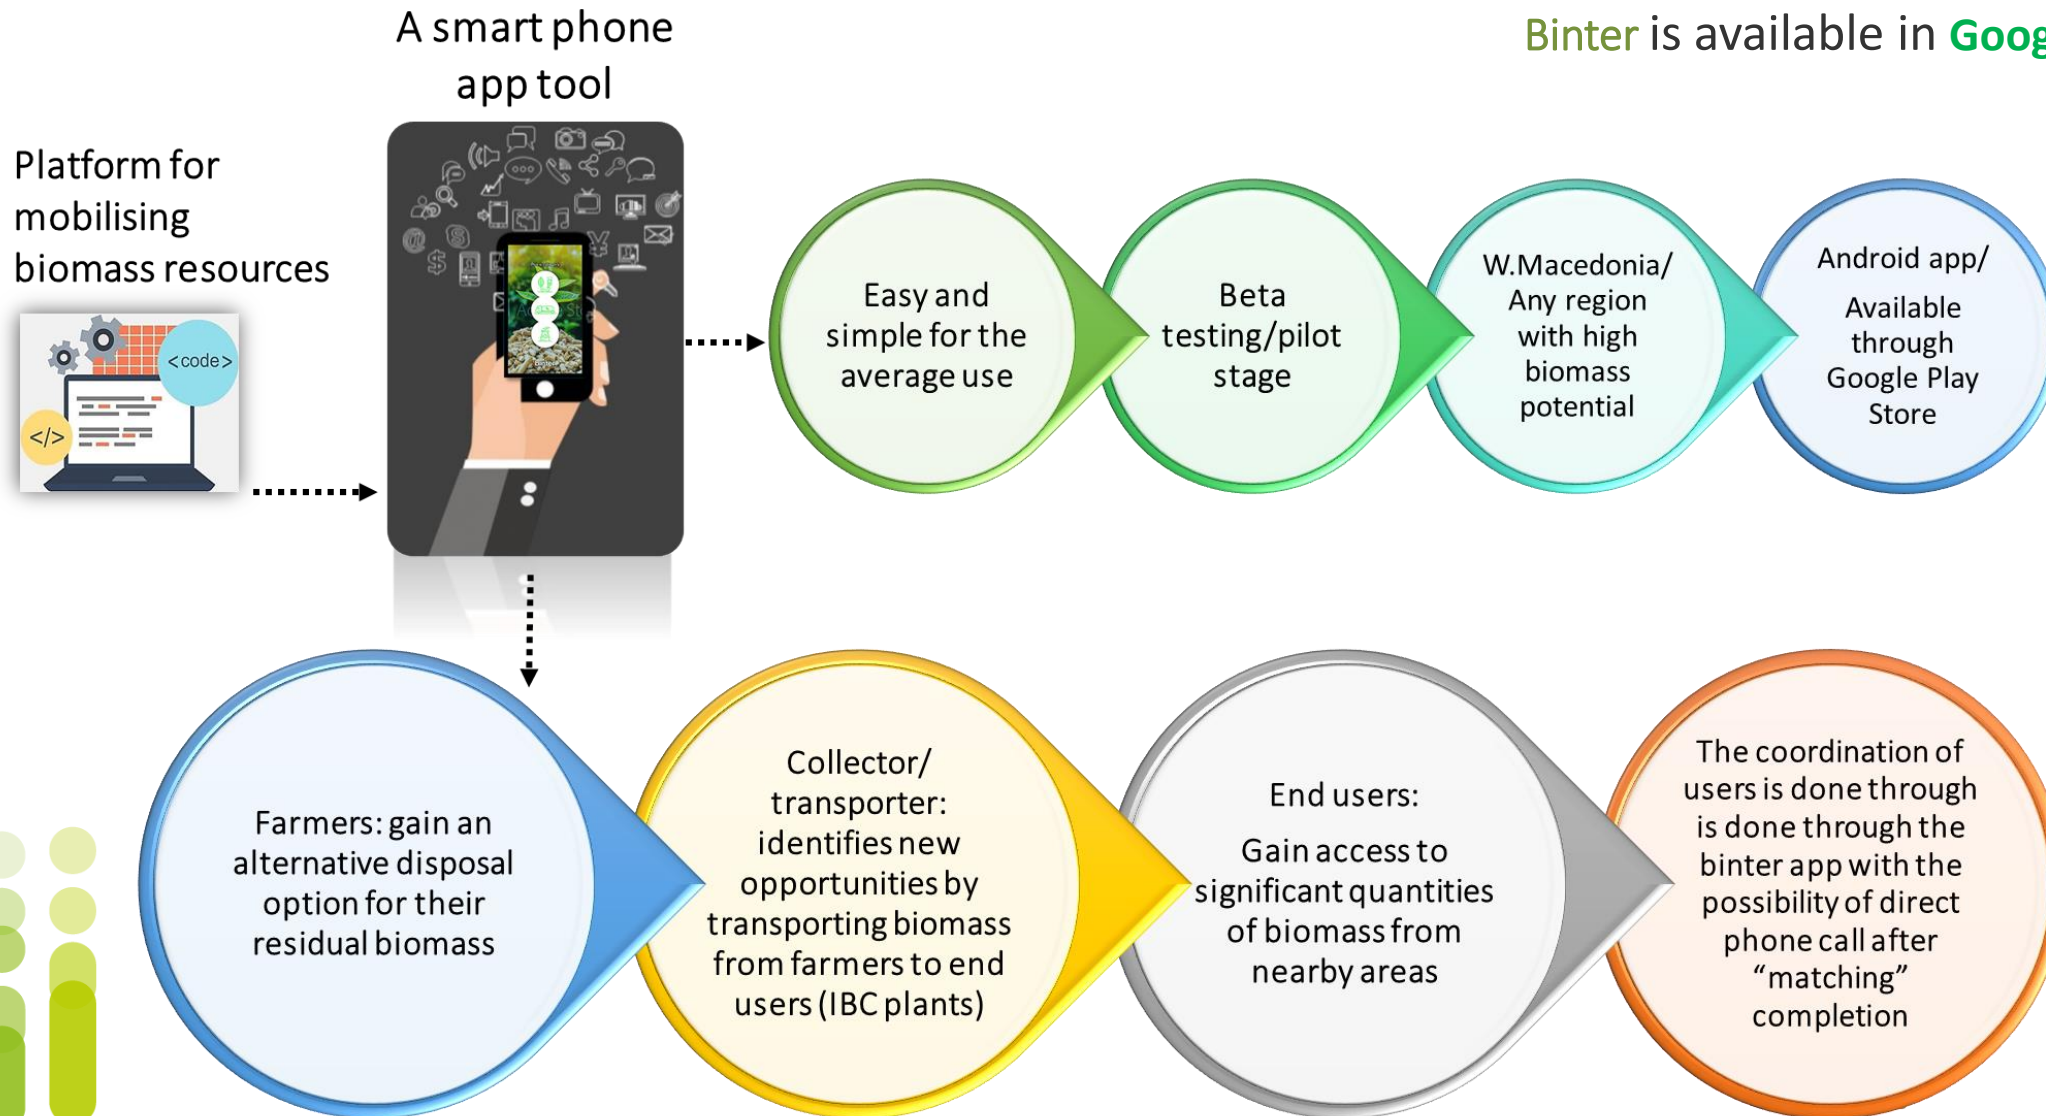 A smart phone
app tool
Binter is available in Goog
Platform for
mobilising
biomass resources
<code>
</>
Easy and
simple for the
average use
Beta
testing/pilot
stage
W.Macedonia/
Any region
with high
biomass
potential
Android app/
Available
through
Google Play
Store
Farmers: gain an
alternative disposal
option for their
residual biomass
Collector/
transporter:
identifies new
opportunities by
transporting biomass
from farmers to end
users (IBC plants)
End users:
Gain access to
significant quantities
of biomass from
nearby areas
The coordination of
users is done through
is done through the
binter app with the
possibility of direct
phone call after
“matching”
completion